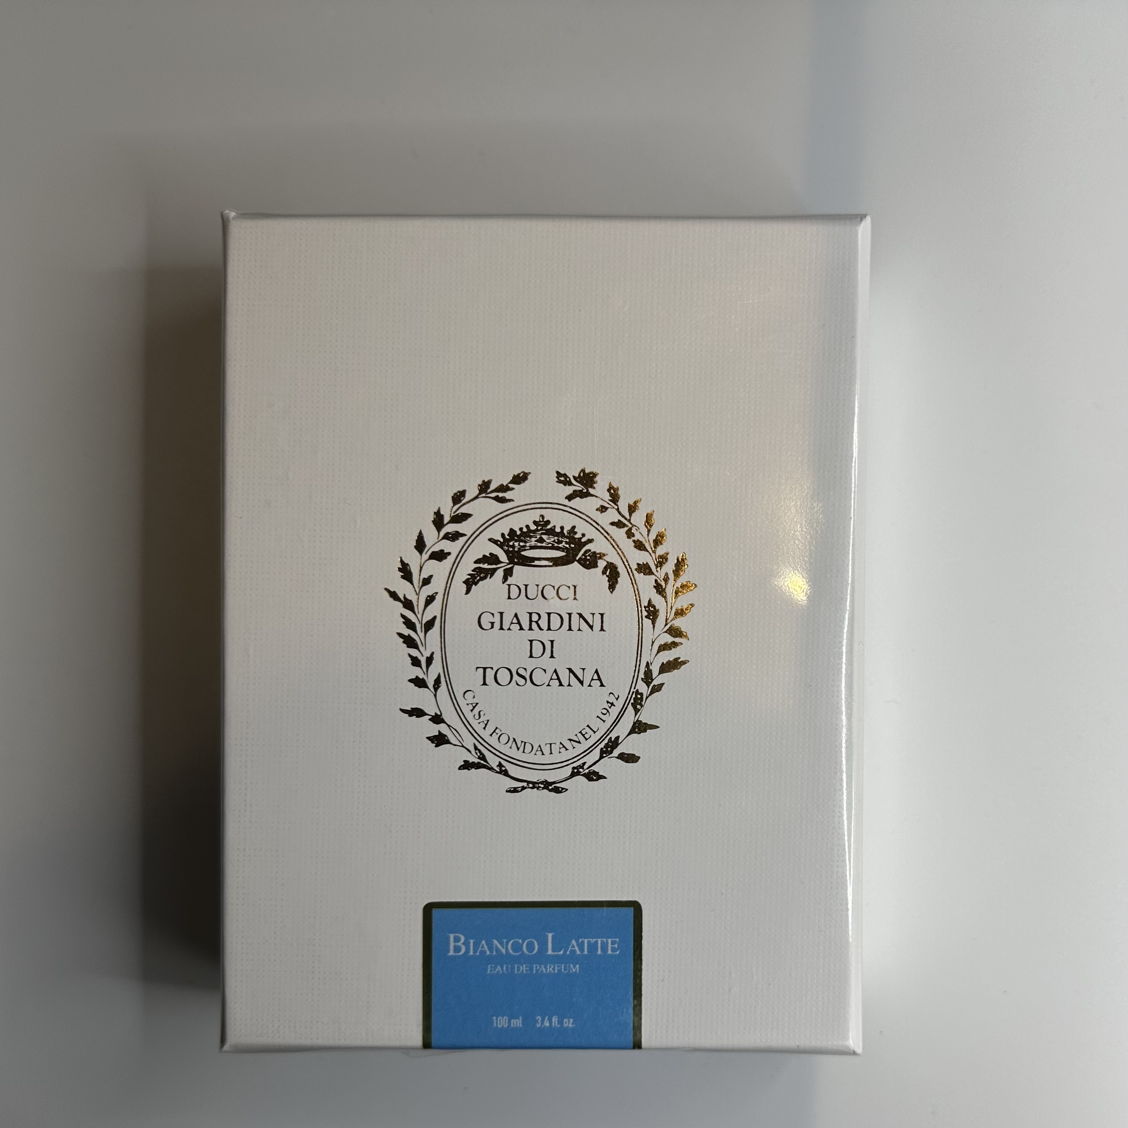 DUCCI
GIARDINI
DI
TOSCANA
CASA FONDATA NEL 1942
BIANCO LATTE
EAU DE PARFUM
100 ml 3,4 fl. oz.